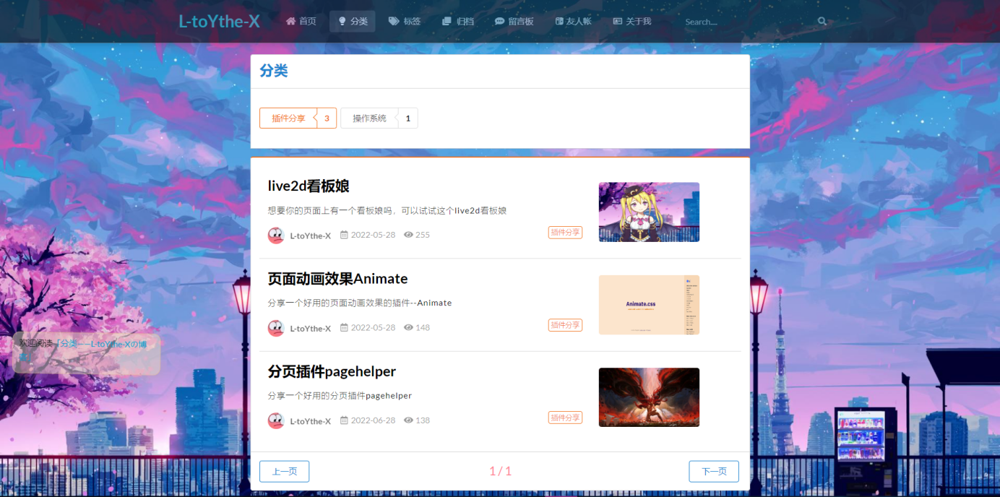 L-toYthe-X 首页 分类 标签 归档 留言板 友人帐 关于我 Search....
分类
插件分享 3 操作系统 1
live2d看板娘
想要你的页面上有一个看板娘吗，可以试试这个live2d看板娘
L-toYthe-X 2022-05-28 255 插件分享
页面动画效果Animate
分享一个好用的页面动画效果的插件--Animate
L-toYthe-X 2022-05-28 148 插件分享
Animate.css
欢迎阅读「分类——L-toYthe-Xの博
分页插件pagehelper
分享一个好用的分页插件pagehelper
L-toYthe-X 2022-06-28 138 插件分享
上一页 1 / 1 下一页